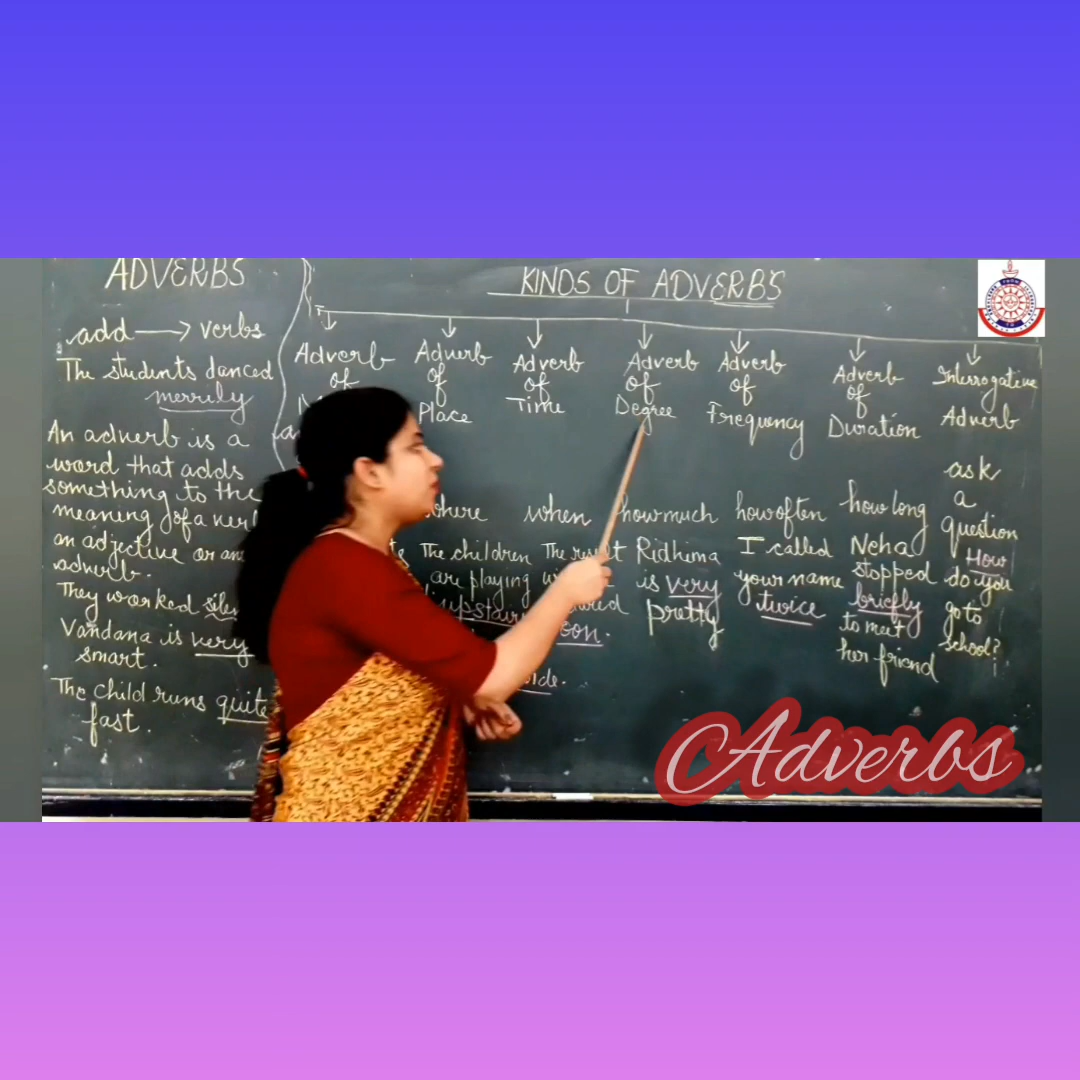 ADVERBS
add → verbs
The students danced
merrily
An adverb is a
word that adds
something to the
meaning of a
an adjective or an
adverb.
They worked
Vandana is very
smart.
The child runs quite
fast.
KINDS OF ADVERBS
Adverb
of
Adverb
of
Place
where
The children
are playing
Adverb
of
Time
when
The result
Adverb
of
Degree
how much
Ridhima
is very
pretty
Adverb
of
Frequency
how often
I called
your name
twice
Adverb
of
Duration
how long
Neha
stopped
briefly
to meet
her friend
Interrogative
Adverb
ask
a
question
How
do you
go to
school?
Adverbs